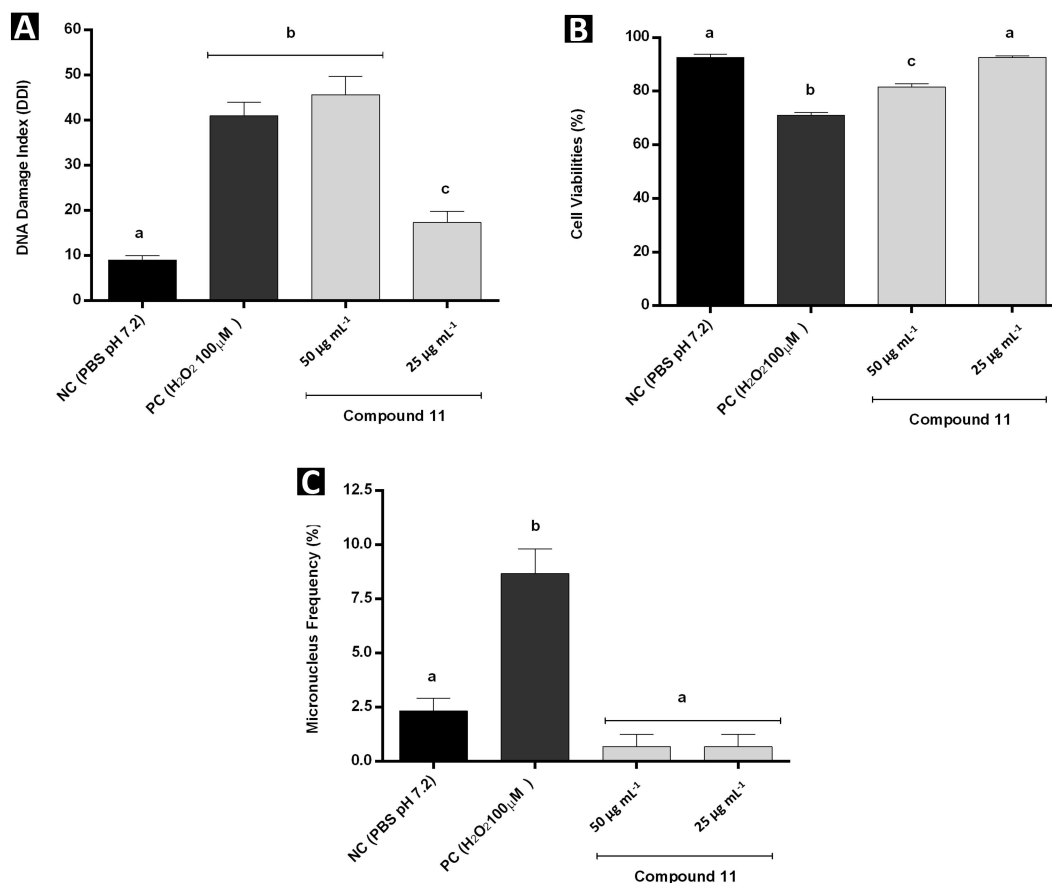 A
DNA Damage Index (DDI)
60
50
40
30
20
10
0
a
b
c
NC (PBS pH 7.2)
PC (H₂O₂ 100µM )
50 µg mL⁻¹
25 µg mL⁻¹
Compound 11
B
Cell Viabilities (%)
100
80
60
40
20
0
a
b
c
a
NC (PBS pH 7.2)
PC (H₂O₂100µM )
50 µg mL⁻¹
25 µg mL⁻¹
Compound 11
C
Micronucleus Frequency (%)
12.5
10.0
7.5
5.0
2.5
0.0
a
b
a
NC (PBS pH 7.2)
PC (H₂O₂100µM )
50 µg mL⁻¹
25 µg mL⁻¹
Compound 11